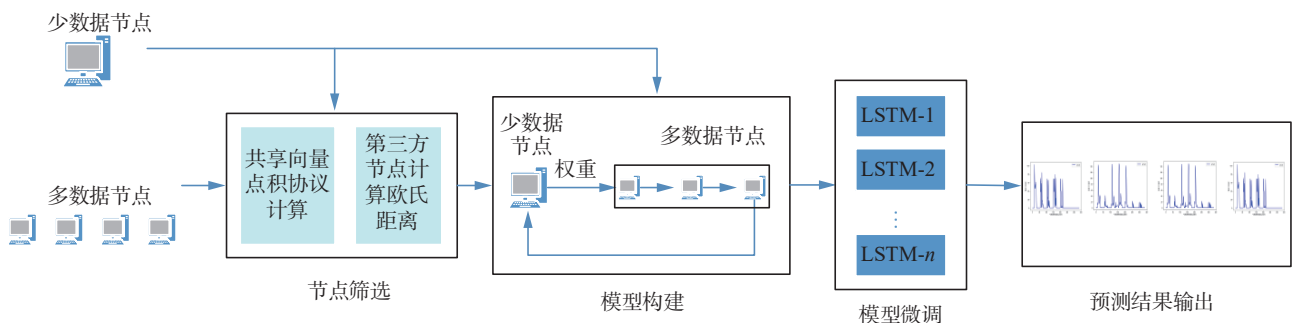 少数据节点
多数据节点
共享向量
点积协议
计算
第三方
节点计
算欧氏
距离
节点筛选
少数据
节点
权重
多数据节点
模型构建
LSTM-1
LSTM-2
⋮
LSTM-n
模型微调
预测结果输出